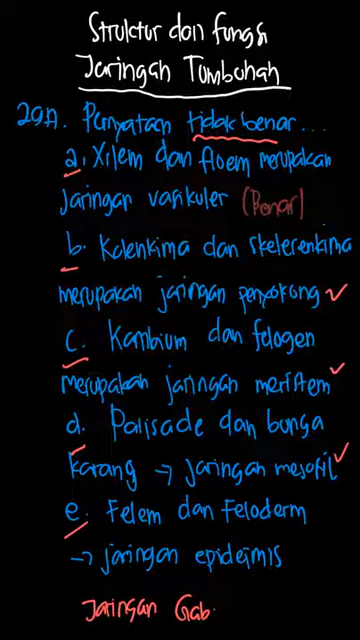 Struktur dan fungsi
Jaringan Tumbuhan
29A. Pernyataan tidak benar...
a. Xilem dan floem merupakan
jaringan vasikuler (Benar)
b. Kolenkima dan skelerenkima
merupakan jaringan penyokong ✓
c. Kambium dan felogen
merupakan jaringan meristem ✓
d. Palisade dan bunga
karang → jaringan mesofil ✓
e. Felem dan Feloderm
→ jaringan epidermis
Jaringan Gab